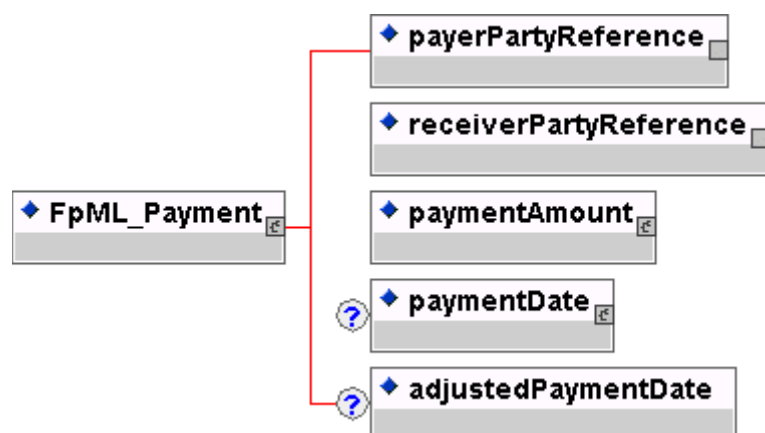 payerPartyReference
receiverPartyReference
FpML_Payment
paymentAmount
? paymentDate
? adjustedPaymentDate